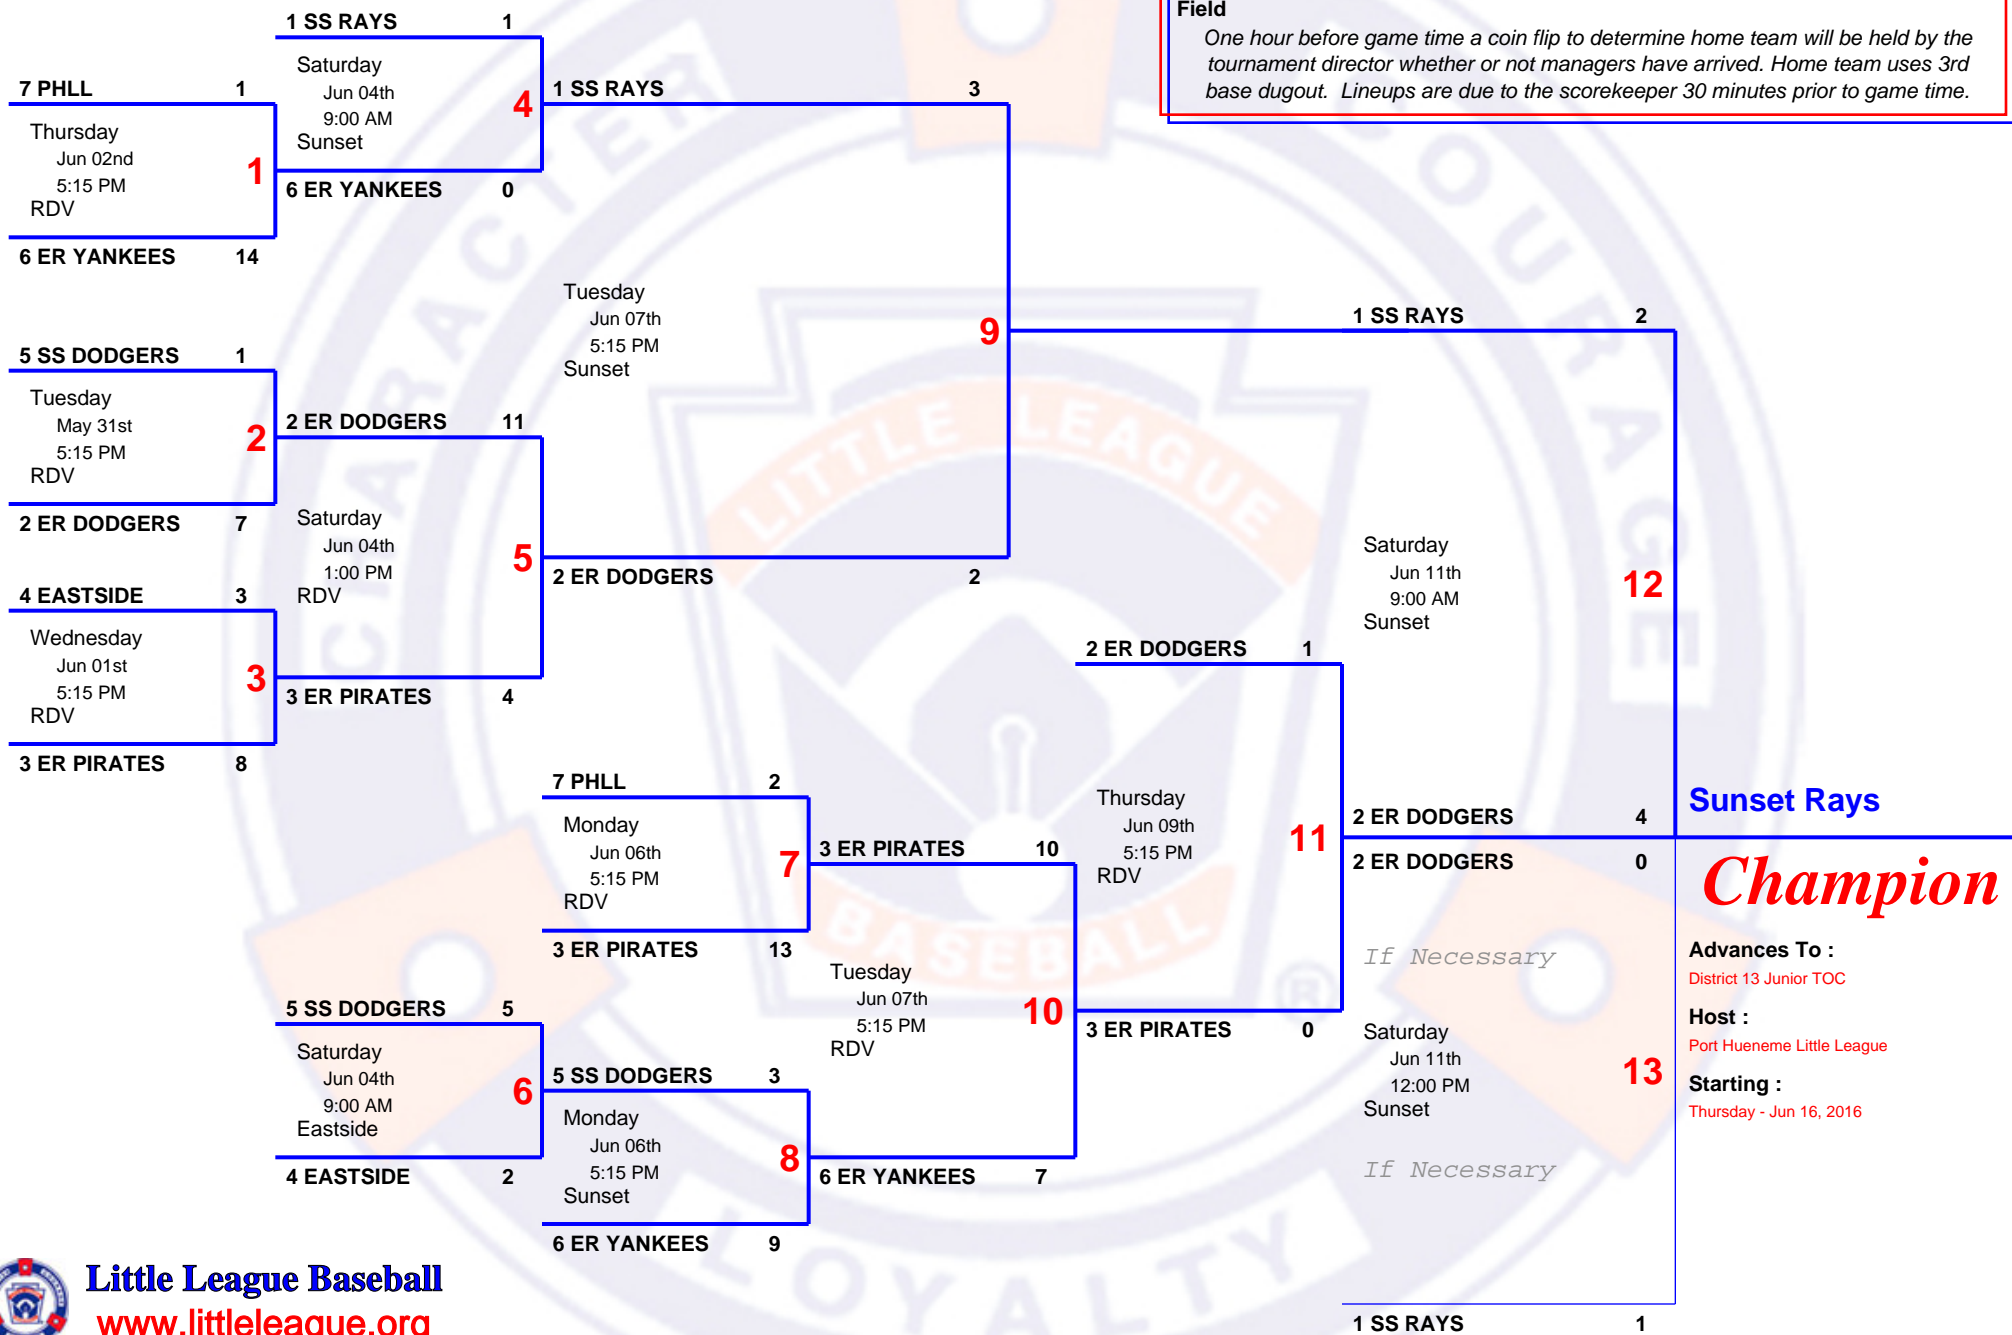 Field
One hour before game time a coin flip to determine home team will be held by the
tournament director whether or not managers have arrived. Home team uses 3rd
base dugout. Lineups are due to the scorekeeper 30 minutes prior to game time.
7 PHLL 1
Thursday
Jun 02nd
5:15 PM
RDV
1
6 ER YANKEES 14
5 SS DODGERS 1
Tuesday
May 31st
5:15 PM
RDV
2
2 ER DODGERS 7
4 EASTSIDE 3
Wednesday
Jun 01st
5:15 PM
RDV
3
3 ER PIRATES 8
1 SS RAYS 1
Saturday
Jun 04th
9:00 AM
Sunset
4
6 ER YANKEES 0
2 ER DODGERS 11
Saturday
Jun 04th
1:00 PM
RDV
5
3 ER PIRATES 4
5 SS DODGERS 5
Saturday
Jun 04th
9:00 AM
Eastside
6
4 EASTSIDE 2
1 SS RAYS 3
Tuesday
Jun 07th
5:15 PM
Sunset
9
2 ER DODGERS 2
7 PHLL 2
Monday
Jun 06th
5:15 PM
RDV
7
3 ER PIRATES 13
5 SS DODGERS 3
Monday
Jun 06th
5:15 PM
Sunset
8
6 ER YANKEES 9
3 ER PIRATES 10
Tuesday
Jun 07th
5:15 PM
RDV
10
6 ER YANKEES 7
2 ER DODGERS 1
Thursday
Jun 09th
5:15 PM
RDV
11
3 ER PIRATES 0
1 SS RAYS 2
Saturday
Jun 11th
9:00 AM
Sunset
12
2 ER DODGERS 4
2 ER DODGERS 0
If Necessary
Saturday
Jun 11th
12:00 PM
Sunset
13
If Necessary
1 SS RAYS 1
Sunset Rays
Champion
Advances To :
District 13 Junior TOC
Host :
Port Hueneme Little League
Starting :
Thursday - Jun 16, 2016
CHARACTER
COURAGE
LOYALTY
LITTLE LEAGUE
BASEBALL
®
Little League Baseball
www.littleleague.org